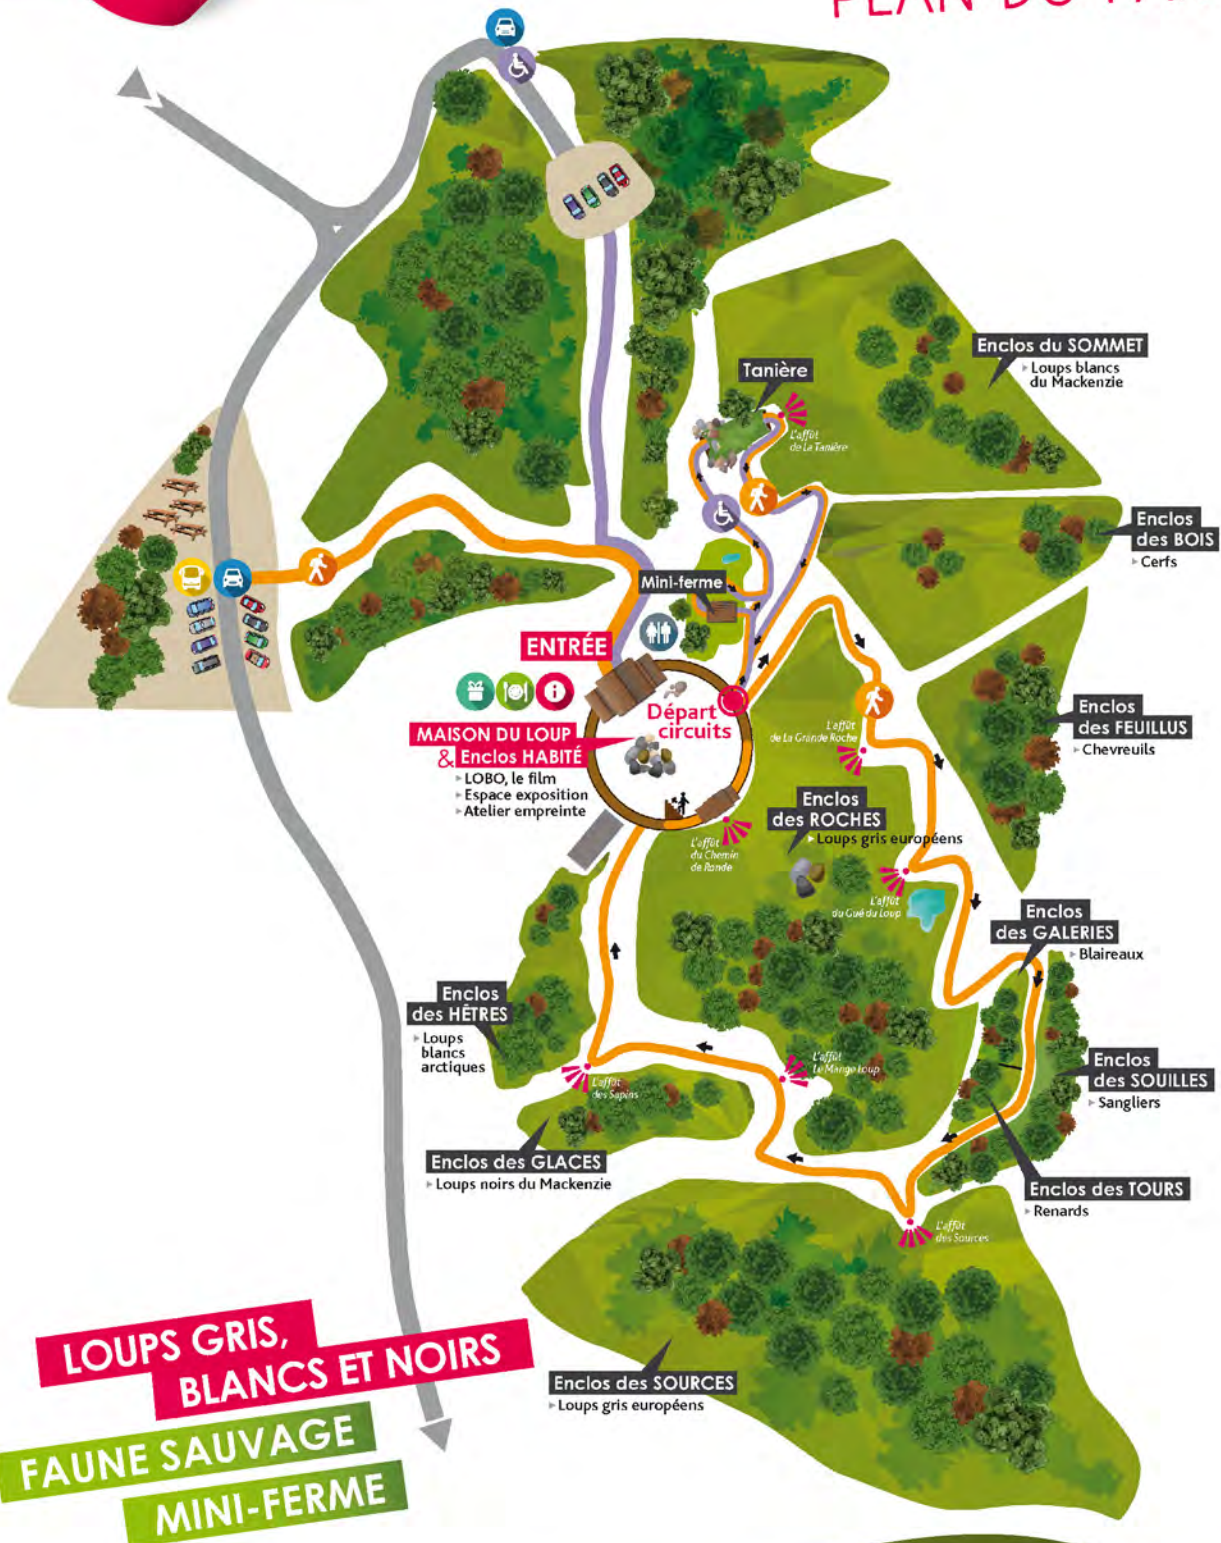 Enclos du SOMMET
▸ Loups blancs
du Mackenzie
Tanière
L'affût
de La Tanière
Enclos
des BOIS
▸ Cerfs
Mini-ferme
ENTRÉE
Départ
circuits
MAISON DU LOUP
& Enclos HABITÉ
▸ LOBO, le film
▸ Espace exposition
▸ Atelier empreinte
L'affût
de La Grande Roche
Enclos
des FEUILLUS
▸ Chevreuils
Enclos
des ROCHES
▸ Loups gris européens
L'affût
du Chemin
de Ronde
L'affût
du Gué du Loup
Enclos
des GALERIES
▸ Blaireaux
Enclos
des HÊTRES
▸ Loups
blancs
arctiques
L'affût
des Sapins
L'affût
Le Mange Loup
Enclos
des SOUILLES
▸ Sangliers
Enclos des GLACES
▸ Loups noirs du Mackenzie
Enclos des TOURS
▸ Renards
L'affût
des Sources
Enclos des SOURCES
▸ Loups gris européens
LOUPS GRIS,
BLANCS ET NOIRS
FAUNE SAUVAGE
MINI-FERME